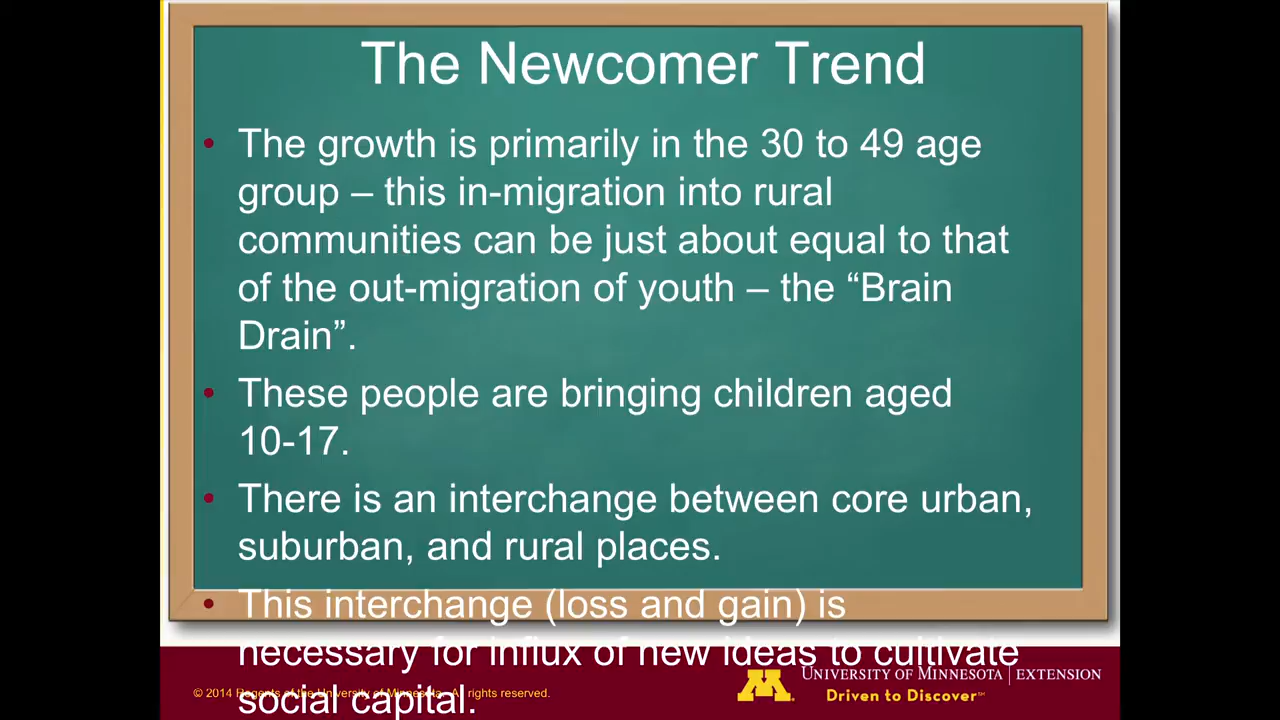 The Newcomer Trend
• The growth is primarily in the 30 to 49 age
group – this in-migration into rural
communities can be just about equal to that
of the out-migration of youth – the “Brain
Drain”.
• These people are bringing children aged
10-17.
• There is an interchange between core urban,
suburban, and rural places.
• This interchange (loss and gain) is
necessary for influx of new ideas to cultivate
social capital.
© 2014 Regents of the University of Minnesota. All rights reserved.
UNIVERSITY OF MINNESOTA | EXTENSION
Driven to Discover™